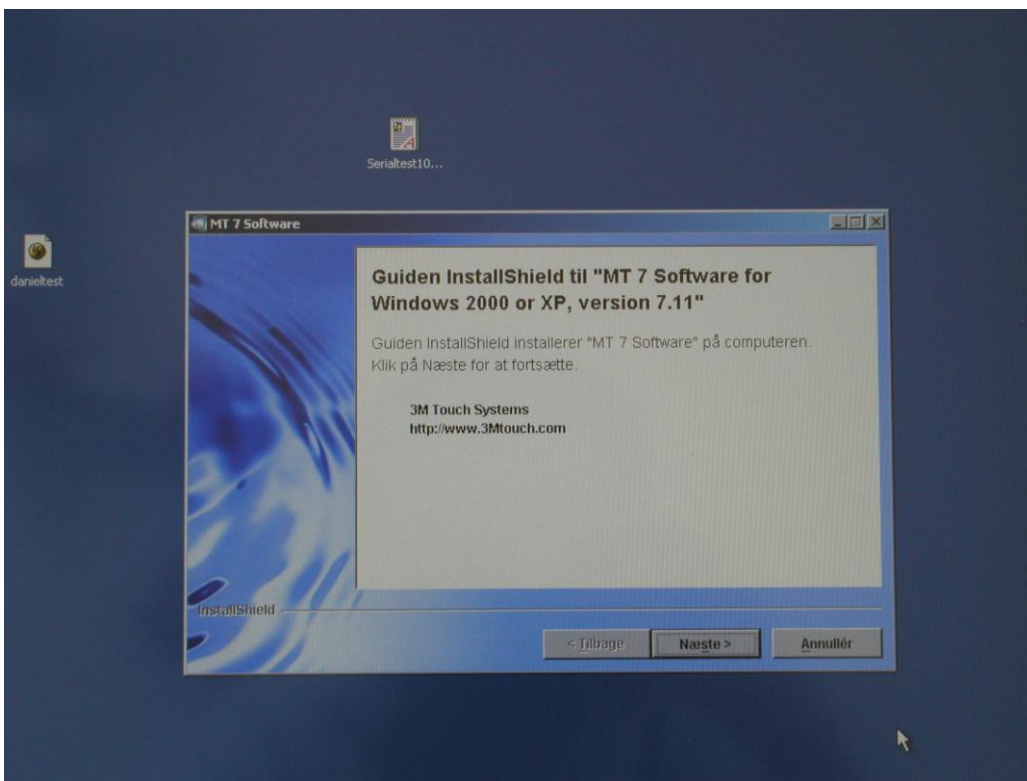 Serialtest10...
danieltest
MT 7 Software
Guiden InstallShield til "MT 7 Software for
Windows 2000 or XP, version 7.11"
Guiden InstallShield installerer "MT 7 Software" på computeren.
Klik på Næste for at fortsætte.
3M Touch Systems
http://www.3Mtouch.com
InstallShield
< Tilbage
Næste >
Annullér